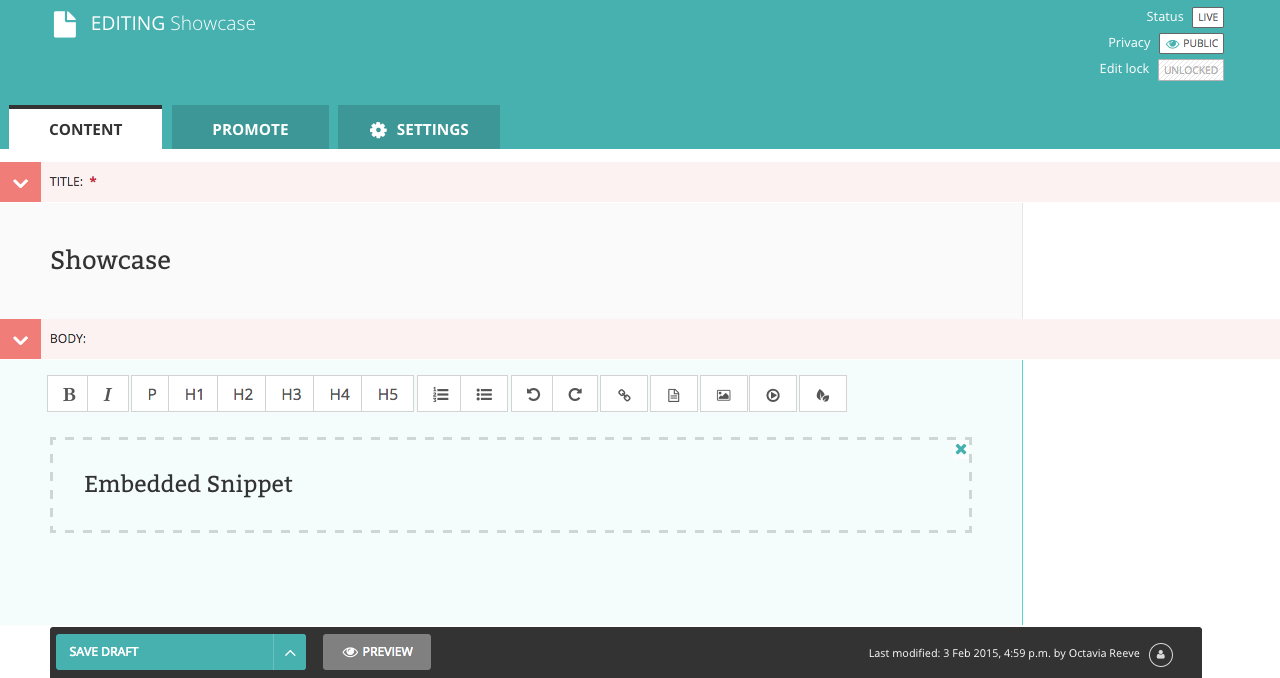 EDITING Showcase
Status LIVE
Privacy PUBLIC
Edit lock UNLOCKED
CONTENT PROMOTE SETTINGS
TITLE: *
Showcase
BODY:
B I P H1 H2 H3 H4 H5
Embedded Snippet
SAVE DRAFT PREVIEW Last modified: 3 Feb 2015, 4:59 p.m. by Octavia Reeve